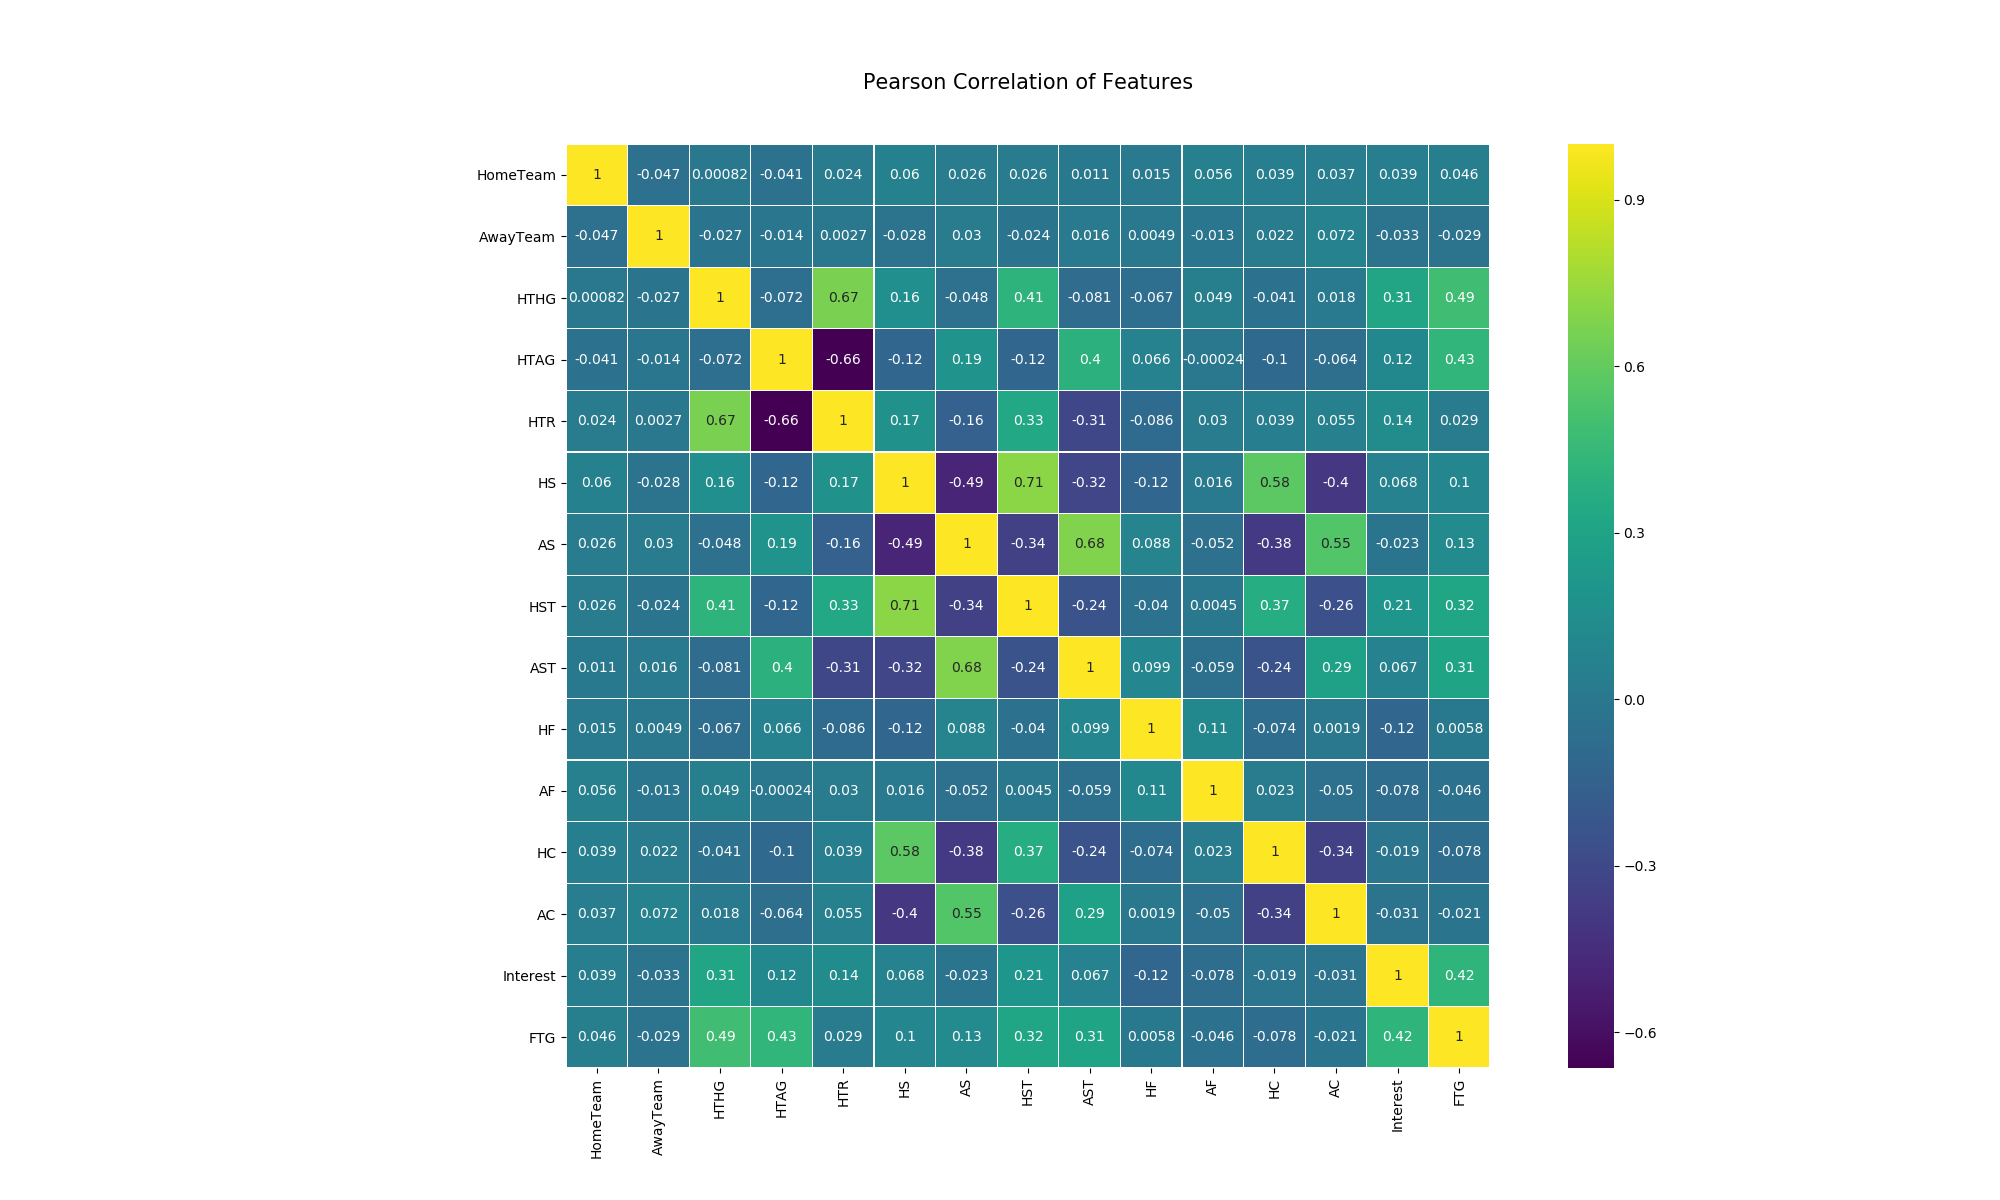 Pearson Correlation of Features
HomeTeam 1 -0.047 0.00082 -0.041 0.024 0.06 0.026 0.026 0.011 0.015 0.056 0.039 0.037 0.039 0.046
AwayTeam -0.047 1 -0.027 -0.014 0.0027 -0.028 0.03 -0.024 0.016 0.0049 -0.013 0.022 0.072 -0.033 -0.029
HTHG 0.00082 -0.027 1 -0.072 0.67 0.16 -0.048 0.41 -0.081 -0.067 0.049 -0.041 0.018 0.31 0.49
HTAG -0.041 -0.014 -0.072 1 -0.66 -0.12 0.19 -0.12 0.4 0.066 -0.00024 -0.1 -0.064 0.12 0.43
HTR 0.024 0.0027 0.67 -0.66 1 0.17 -0.16 0.33 -0.31 -0.086 0.03 0.039 0.055 0.14 0.029
HS 0.06 -0.028 0.16 -0.12 0.17 1 -0.49 0.71 -0.32 -0.12 0.016 0.58 -0.4 0.068 0.1
AS 0.026 0.03 -0.048 0.19 -0.16 -0.49 1 -0.34 0.68 0.088 -0.052 -0.38 0.55 -0.023 0.13
HST 0.026 -0.024 0.41 -0.12 0.33 0.71 -0.34 1 -0.24 -0.04 0.0045 0.37 -0.26 0.21 0.32
AST 0.011 0.016 -0.081 0.4 -0.31 -0.32 0.68 -0.24 1 0.099 -0.059 -0.24 0.29 0.067 0.31
HF 0.015 0.0049 -0.067 0.066 -0.086 -0.12 0.088 -0.04 0.099 1 0.11 -0.074 0.0019 -0.12 0.0058
AF 0.056 -0.013 0.049 -0.00024 0.03 0.016 -0.052 0.0045 -0.059 0.11 1 0.023 -0.05 -0.078 -0.046
HC 0.039 0.022 -0.041 -0.1 0.039 0.58 -0.38 0.37 -0.24 -0.074 0.023 1 -0.34 -0.019 -0.078
AC 0.037 0.072 0.018 -0.064 0.055 -0.4 0.55 -0.26 0.29 0.0019 -0.05 -0.34 1 -0.031 -0.021
Interest 0.039 -0.033 0.31 0.12 0.14 0.068 -0.023 0.21 0.067 -0.12 -0.078 -0.019 -0.031 1 0.42
FTG 0.046 -0.029 0.49 0.43 0.029 0.1 0.13 0.32 0.31 0.0058 -0.046 -0.078 -0.021 0.42 1
HomeTeam AwayTeam HTHG HTAG HTR HS AS HST AST HF AF HC AC Interest FTG
0.9
0.6
0.3
0.0
−0.3
−0.6